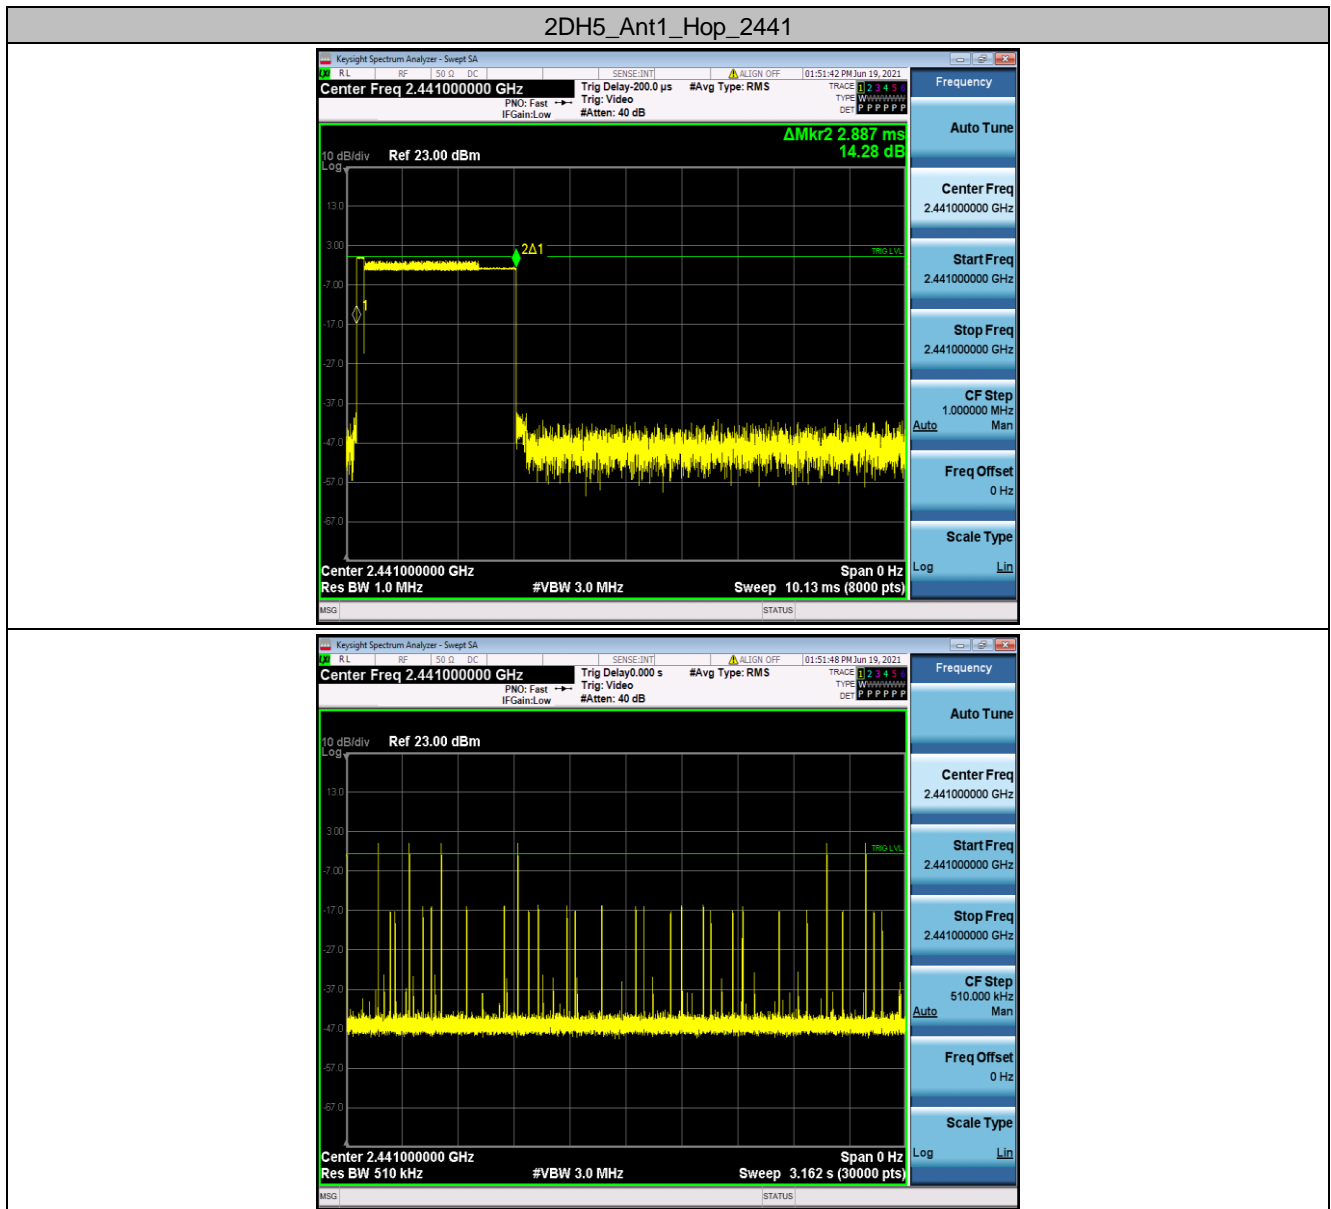 2DH5_Ant1_Hop_2441
Keysight Spectrum Analyzer - Swept SA
RL RF 50 Ω DC SENSE:INT ALIGN OFF 01:51:42 PM Jun 19, 2021
Center Freq 2.441000000 GHz
PNO: Fast
IFGain:Low
Trig Delay-200.0 µs
Trig: Video
#Atten: 40 dB
#Avg Type: RMS
TRACE 1 2 3 4 5 6
TYPE WWWWWW
DET P P P P P P
ΔMkr2 2.887 ms
14.28 dB
10 dB/div Ref 23.00 dBm
Log
13.0
3.00
-7.00
-17.0
-27.0
-37.0
-47.0
-57.0
-67.0
2Δ1
1
TRIG LVL
Center 2.441000000 GHz Span 0 Hz
Res BW 1.0 MHz #VBW 3.0 MHz Sweep 10.13 ms (8000 pts)
MSG STATUS
Frequency
Auto Tune
Center Freq
2.441000000 GHz
Start Freq
2.441000000 GHz
Stop Freq
2.441000000 GHz
CF Step
1.000000 MHz
Auto Man
Freq Offset
0 Hz
Scale Type
Log Lin
Keysight Spectrum Analyzer - Swept SA
RL RF 50 Ω DC SENSE:INT ALIGN OFF 01:51:48 PM Jun 19, 2021
Center Freq 2.441000000 GHz
PNO: Fast
IFGain:Low
Trig Delay0.000 s
Trig: Video
#Atten: 40 dB
#Avg Type: RMS
TRACE 1 2 3 4 5 6
TYPE WWWWWW
DET P P P P P P
10 dB/div Ref 23.00 dBm
Log
13.0
3.00
-7.00
-17.0
-27.0
-37.0
-47.0
-57.0
-67.0
TRIG LVL
Center 2.441000000 GHz Span 0 Hz
Res BW 510 kHz #VBW 3.0 MHz Sweep 3.162 s (30000 pts)
MSG STATUS
Frequency
Auto Tune
Center Freq
2.441000000 GHz
Start Freq
2.441000000 GHz
Stop Freq
2.441000000 GHz
CF Step
510.000 kHz
Auto Man
Freq Offset
0 Hz
Scale Type
Log Lin